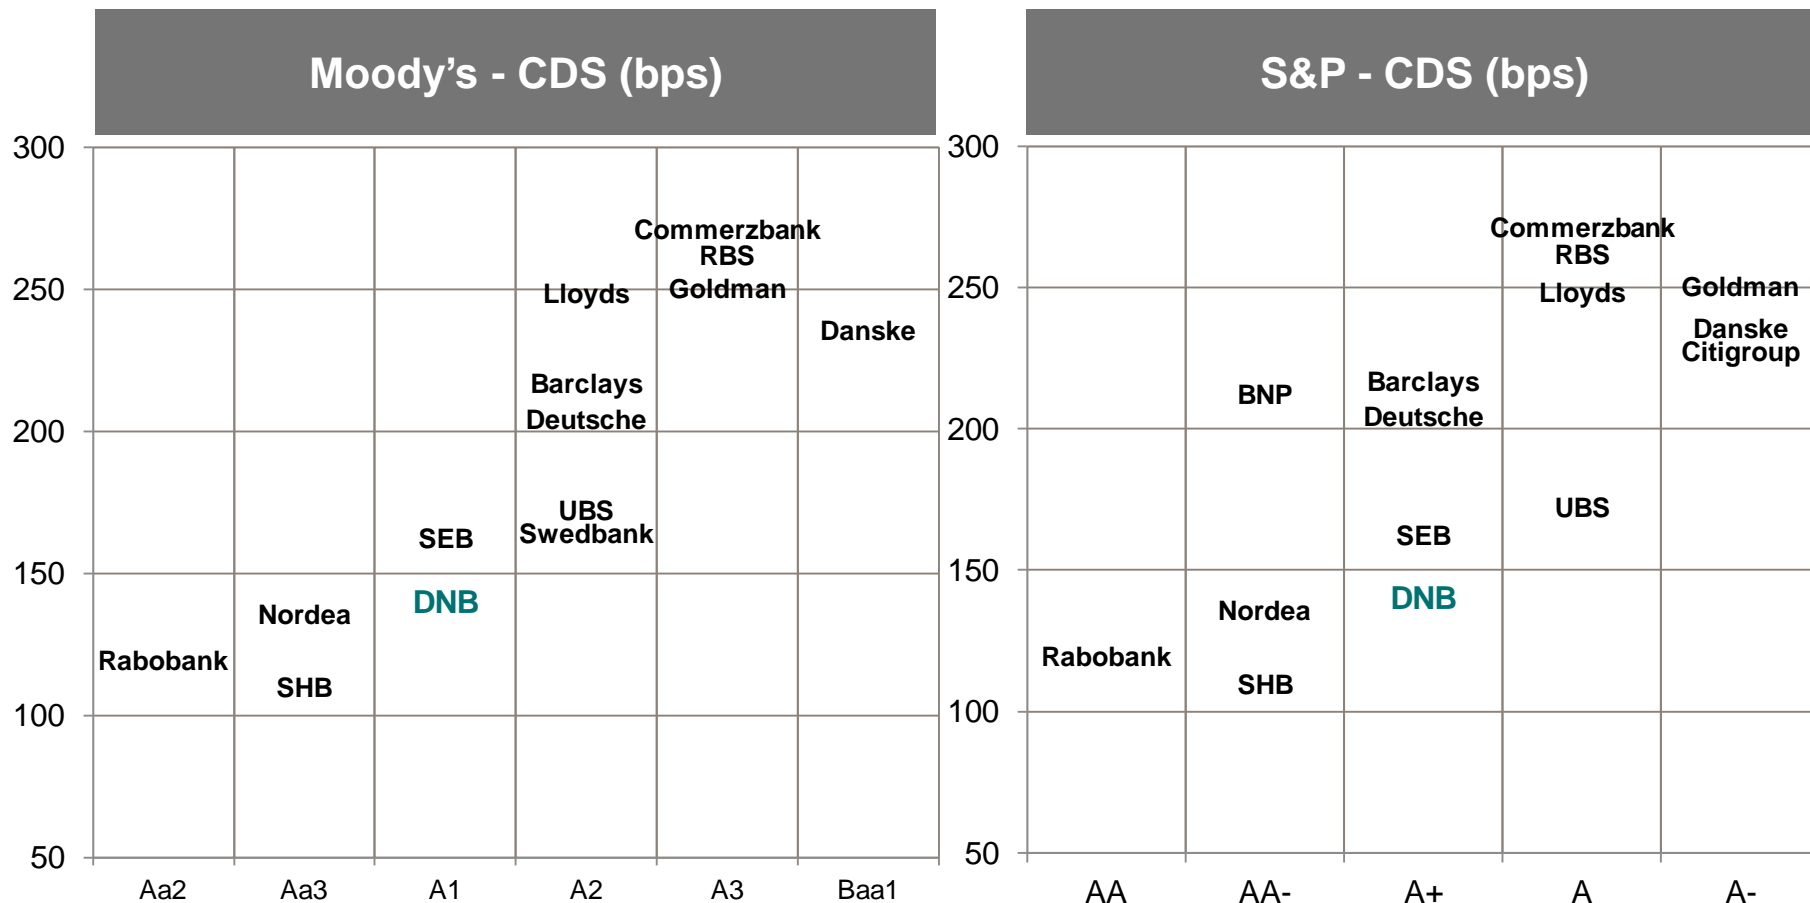 Moody’s - CDS (bps)
300
250
200
150
100
50
Commerzbank
RBS
Lloyds
Goldman
Danske
Barclays
Deutsche
UBS
Swedbank
SEB
DNB
Nordea
Rabobank
SHB
Aa2 Aa3 A1 A2 A3 Baa1
S&P - CDS (bps)
300
250
200
150
100
50
Commerzbank
RBS
Lloyds
Goldman
Danske
Citigroup
BNP
Barclays
Deutsche
UBS
SEB
DNB
Nordea
Rabobank
SHB
AA AA- A+ A A-